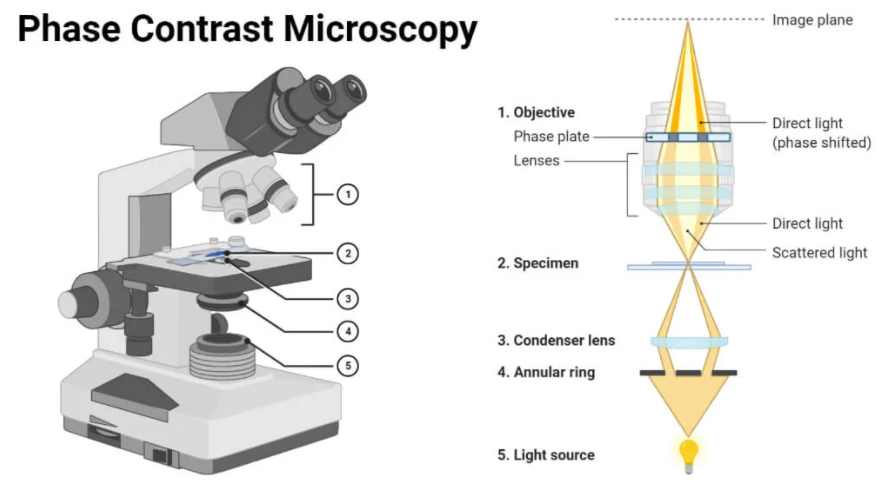 Phase Contrast Microscopy
1
2
3
4
5
Image plane
1. Objective
Phase plate
Lenses
Direct light
(phase shifted)
Direct light
Scattered light
2. Specimen
3. Condenser lens
4. Annular ring
5. Light source